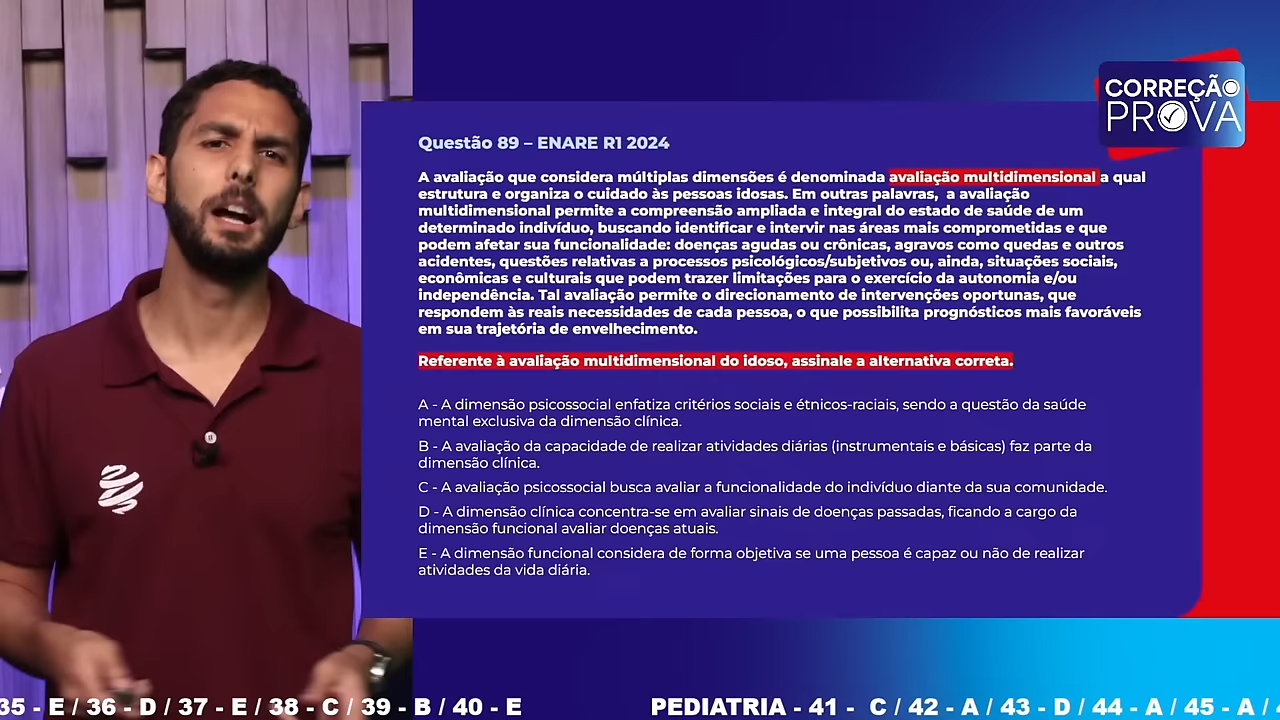 CORREÇÃO
PROVA
Questão 89 – ENARE R1 2024
A avaliação que considera múltiplas dimensões é denominada avaliação multidimensional a qual
estrutura e organiza o cuidado às pessoas idosas. Em outras palavras, a avaliação
multidimensional permite a compreensão ampliada e integral do estado de saúde de um
determinado indivíduo, buscando identificar e intervir nas áreas mais comprometidas e que
podem afetar sua funcionalidade: doenças agudas ou crônicas, agravos como quedas e outros
acidentes, questões relativas a processos psicológicos/subjetivos ou, ainda, situações sociais,
econômicas e culturais que podem trazer limitações para o exercício da autonomia e/ou
independência. Tal avaliação permite o direcionamento de intervenções oportunas, que
respondem às reais necessidades de cada pessoa, o que possibilita prognósticos mais favoráveis
em sua trajetória de envelhecimento.
Referente à avaliação multidimensional do idoso, assinale a alternativa correta.
A - A dimensão psicossocial enfatiza critérios sociais e étnicos-raciais, sendo a questão da saúde
mental exclusiva da dimensão clínica.
B - A avaliação da capacidade de realizar atividades diárias (instrumentais e básicas) faz parte da
dimensão clínica.
C - A avaliação psicossocial busca avaliar a funcionalidade do indivíduo diante da sua comunidade.
D - A dimensão clínica concentra-se em avaliar sinais de doenças passadas, ficando a cargo da
dimensão funcional avaliar doenças atuais.
E - A dimensão funcional considera de forma objetiva se uma pessoa é capaz ou não de realizar
atividades da vida diária.
35 - E / 36 - D / 37 - E / 38 - C / 39 - B / 40 - E PEDIATRIA - 41 - C / 42 - A / 43 - D / 44 - A / 45 - A /